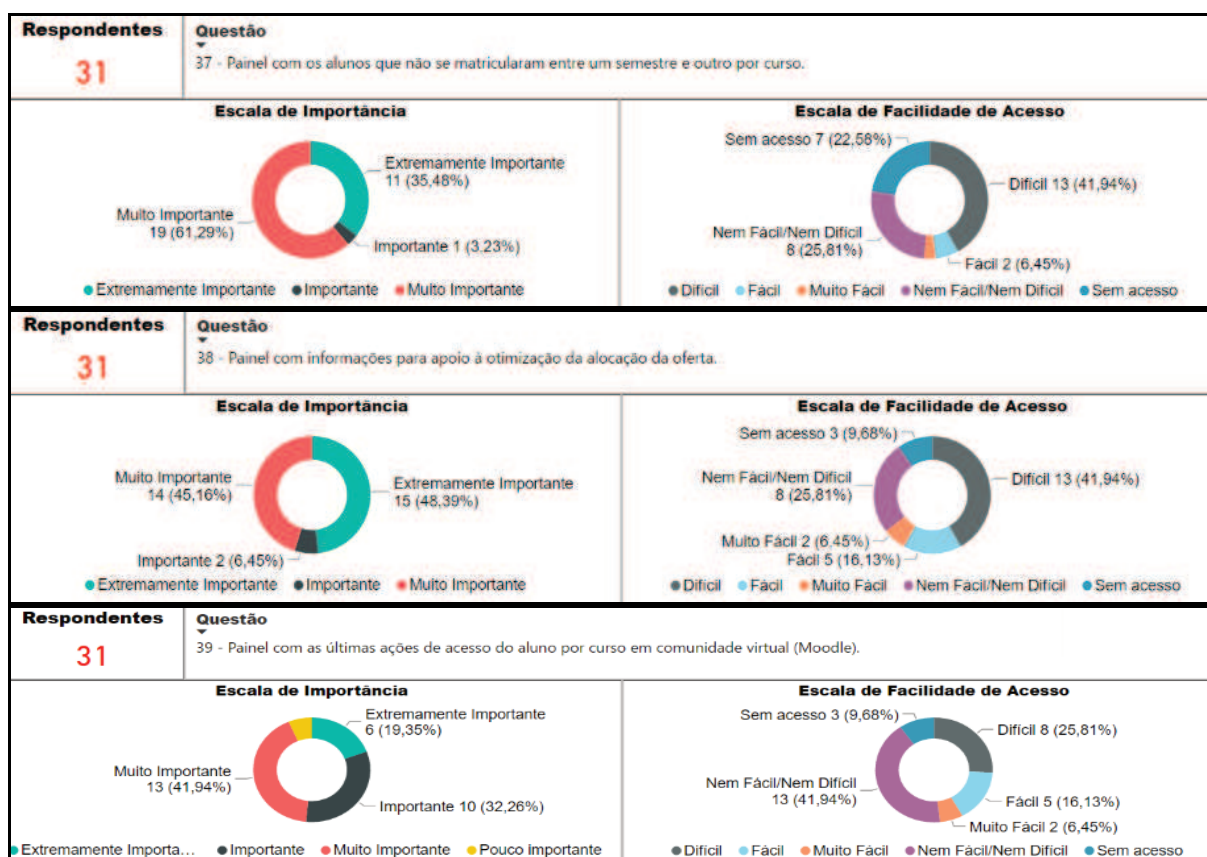 Respondentes
31
Questão
37 - Painel com os alunos que não se matricularam entre um semestre e outro por curso.
Escala de Importância
Extremamente Importante
11 (35,48%)
Muito Importante
19 (61,29%)
Importante 1 (3,23%)
Extremamente Importante Importante Muito Importante
Escala de Facilidade de Acesso
Sem acesso 7 (22,58%)
Difícil 13 (41,94%)
Nem Fácil/Nem Difícil
8 (25,81%)
Fácil 2 (6,45%)
Difícil Fácil Muito Fácil Nem Fácil/Nem Difícil Sem acesso
Respondentes
31
Questão
38 - Painel com informações para apoio à otimização da alocação da oferta.
Escala de Importância
Muito Importante
14 (45,16%)
Extremamente Importante
15 (48,39%)
Importante 2 (6,45%)
Extremamente Importante Importante Muito Importante
Escala de Facilidade de Acesso
Sem acesso 3 (9,68%)
Nem Fácil/Nem Difícil
8 (25,81%)
Difícil 13 (41,94%)
Muito Fácil 2 (6,45%)
Fácil 5 (16,13%)
Difícil Fácil Muito Fácil Nem Fácil/Nem Difícil Sem acesso
Respondentes
31
Questão
39 - Painel com as últimas ações de acesso do aluno por curso em comunidade virtual (Moodle).
Escala de Importância
Extremamente Importante
6 (19,35%)
Muito Importante
13 (41,94%)
Importante 10 (32,26%)
Extremamente Importa... Importante Muito Importante Pouco importante
Escala de Facilidade de Acesso
Sem acesso 3 (9,68%)
Difícil 8 (25,81%)
Nem Fácil/Nem Difícil
13 (41,94%)
Fácil 5 (16,13%)
Muito Fácil 2 (6,45%)
Difícil Fácil Muito Fácil Nem Fácil/Nem Difícil Sem acesso